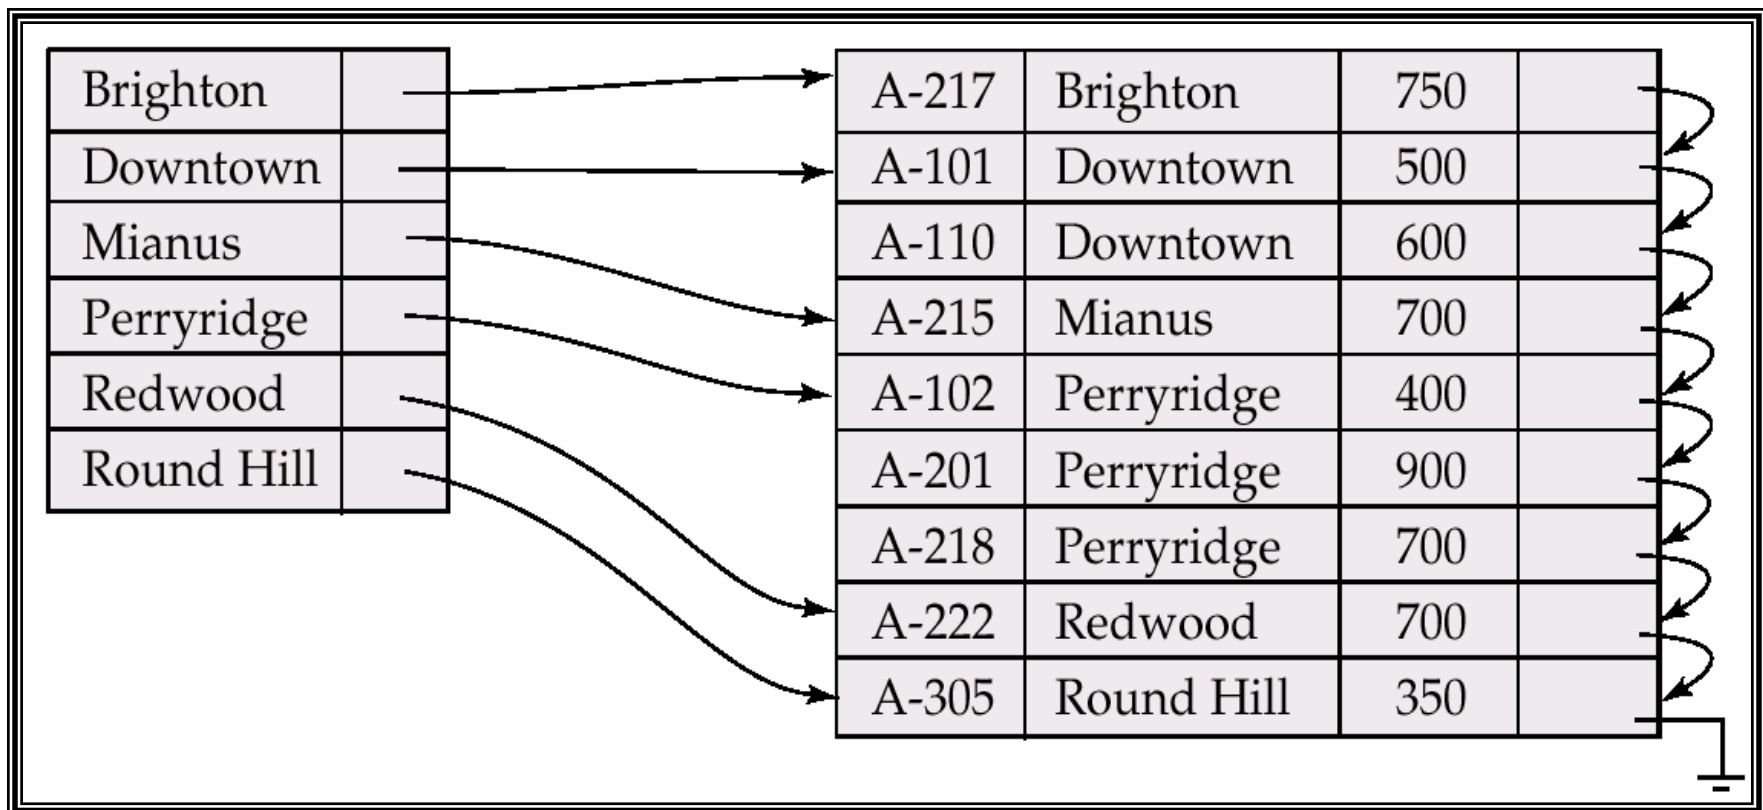 Brighton
Downtown
Mianus
Perryridge
Redwood
Round Hill
A-217 Brighton 750
A-101 Downtown 500
A-110 Downtown 600
A-215 Mianus 700
A-102 Perryridge 400
A-201 Perryridge 900
A-218 Perryridge 700
A-222 Redwood 700
A-305 Round Hill 350